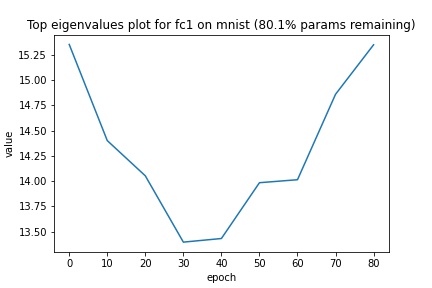 Top eigenvalues plot for fc1 on mnist (80.1% params remaining)
15.25
15.00
14.75
14.50
14.25
14.00
13.75
13.50
value
0 10 20 30 40 50 60 70 80
epoch